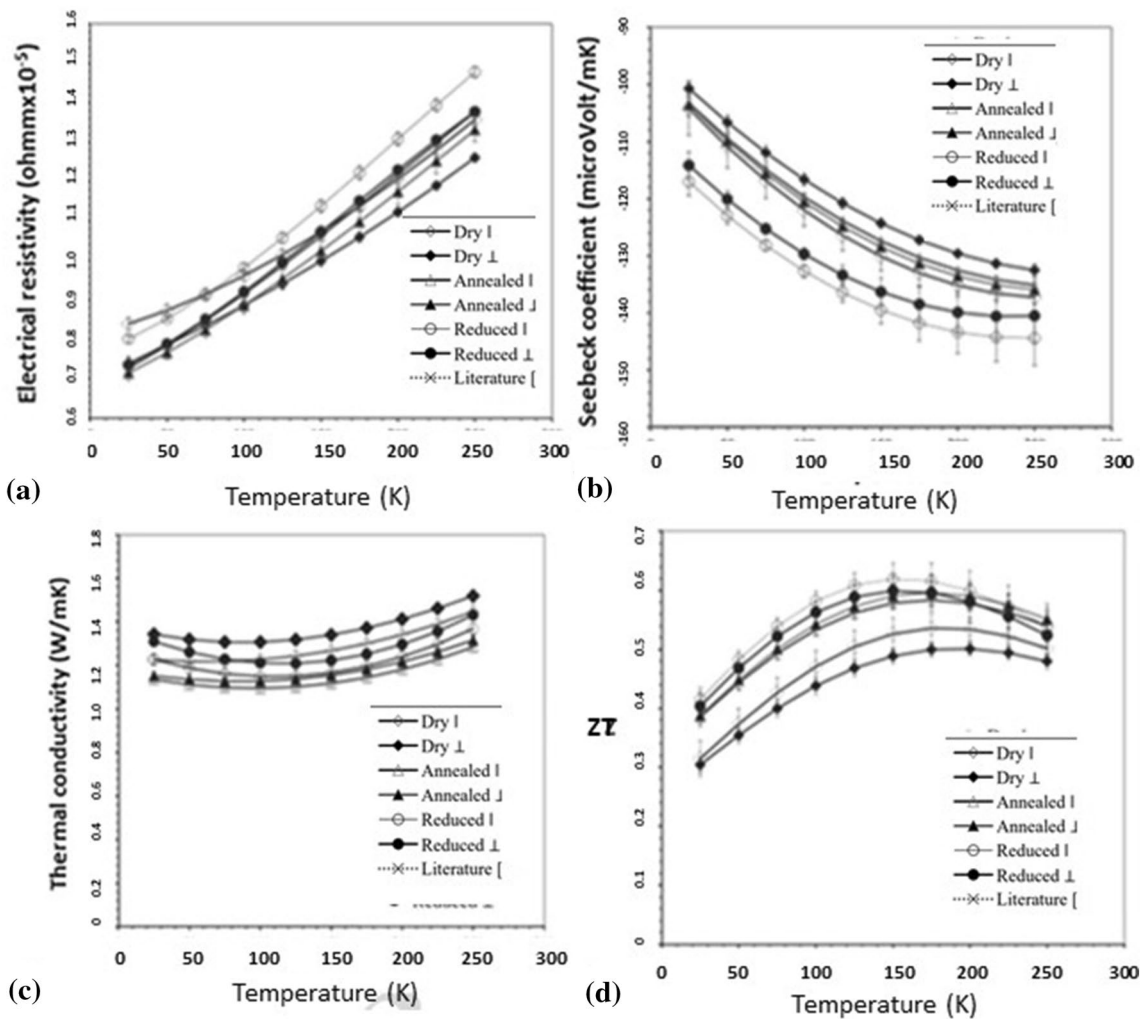 Electrical resistivity (ohmmx10⁻⁵)
1.6
1.5
1.4
1.3
1.2
1.1
1.0
0.9
0.8
0.7
0.6
0 50 100 150 200 250 300
Dry ∥
Dry ⊥
Annealed ∥
Annealed ⊥
Reduced ∥
Reduced ⊥
Literature [
(a)
Temperature (K)
Seebeck coefficient (microVolt/mK)
-90
-100
-110
-120
-130
-140
-150
-160
0 50 100 150 200 250 300
Dry ∥
Dry ⊥
Annealed ∥
Annealed ⊥
Reduced ∥
Reduced ⊥
Literature [
(b)
Temperature (K)
Thermal conductivity (W/mK)
1.8
1.6
1.4
1.2
1.0
0.8
0.6
0.4
0.2
0
0 50 100 150 200 250 300
Dry ∥
Dry ⊥
Annealed ∥
Annealed ⊥
Reduced ∥
Reduced ⊥
Literature [
(c)
Temperature (K)
ZT
0.7
0.6
0.5
0.4
0.3
0.2
0.1
0
0 50 100 150 200 250 300
Dry ∥
Dry ⊥
Annealed ∥
Annealed ⊥
Reduced ∥
Reduced ⊥
Literature [
(d)
Temperature (K)